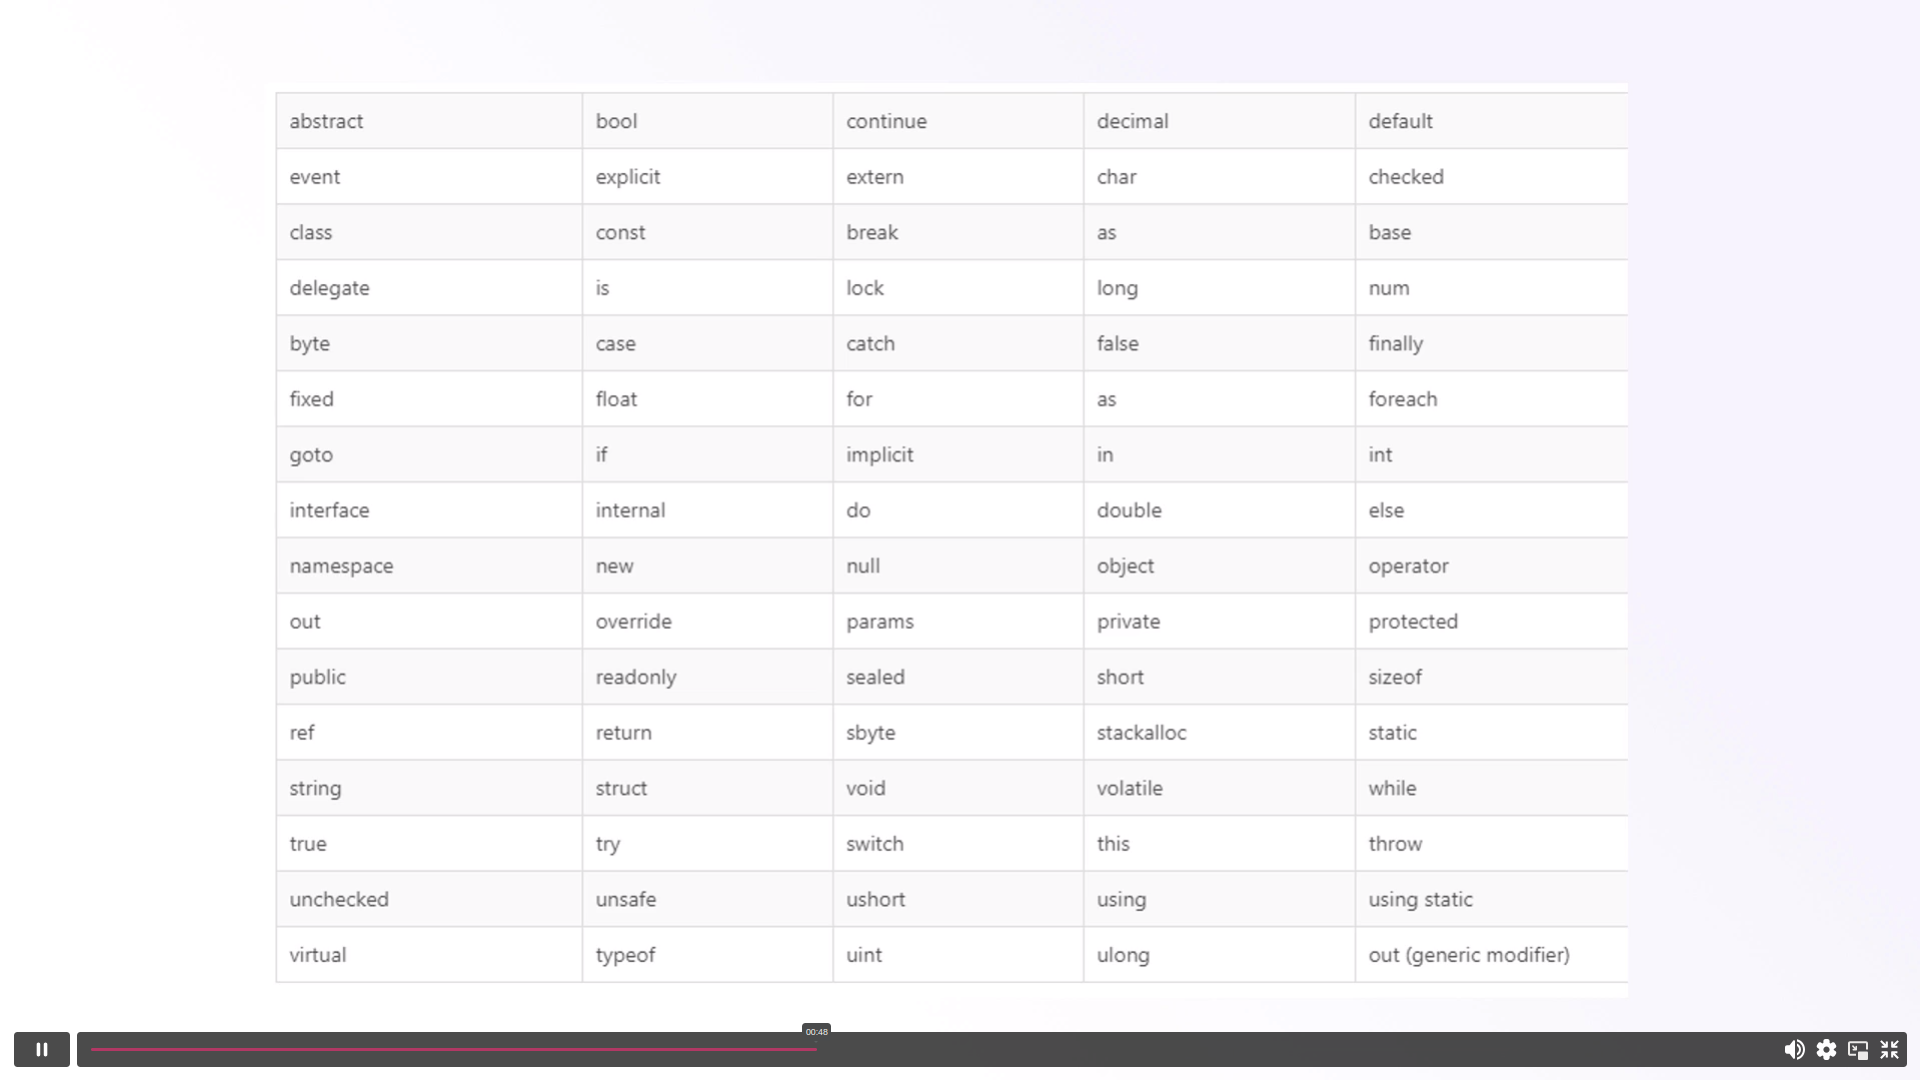 abstract bool continue decimal default
event explicit extern char checked
class const break as base
delegate is lock long num
byte case catch false finally
fixed float for as foreach
goto if implicit in int
interface internal do double else
namespace new null object operator
out override params private protected
public readonly sealed short sizeof
ref return sbyte stackalloc static
string struct void volatile while
true try switch this throw
unchecked unsafe ushort using using static
virtual typeof uint ulong out (generic modifier)
00:48